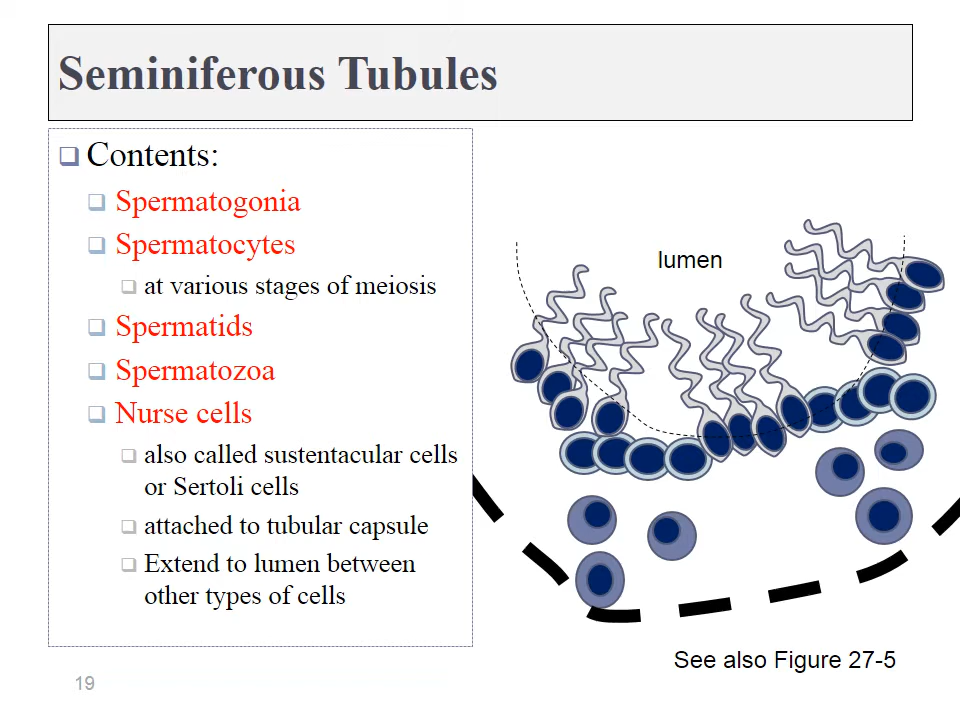 Seminiferous Tubules
Contents:
Spermatogonia
Spermatocytes
at various stages of meiosis
Spermatids
Spermatozoa
Nurse cells
also called sustentacular cells
or Sertoli cells
attached to tubular capsule
Extend to lumen between
other types of cells
lumen
See also Figure 27-5
19